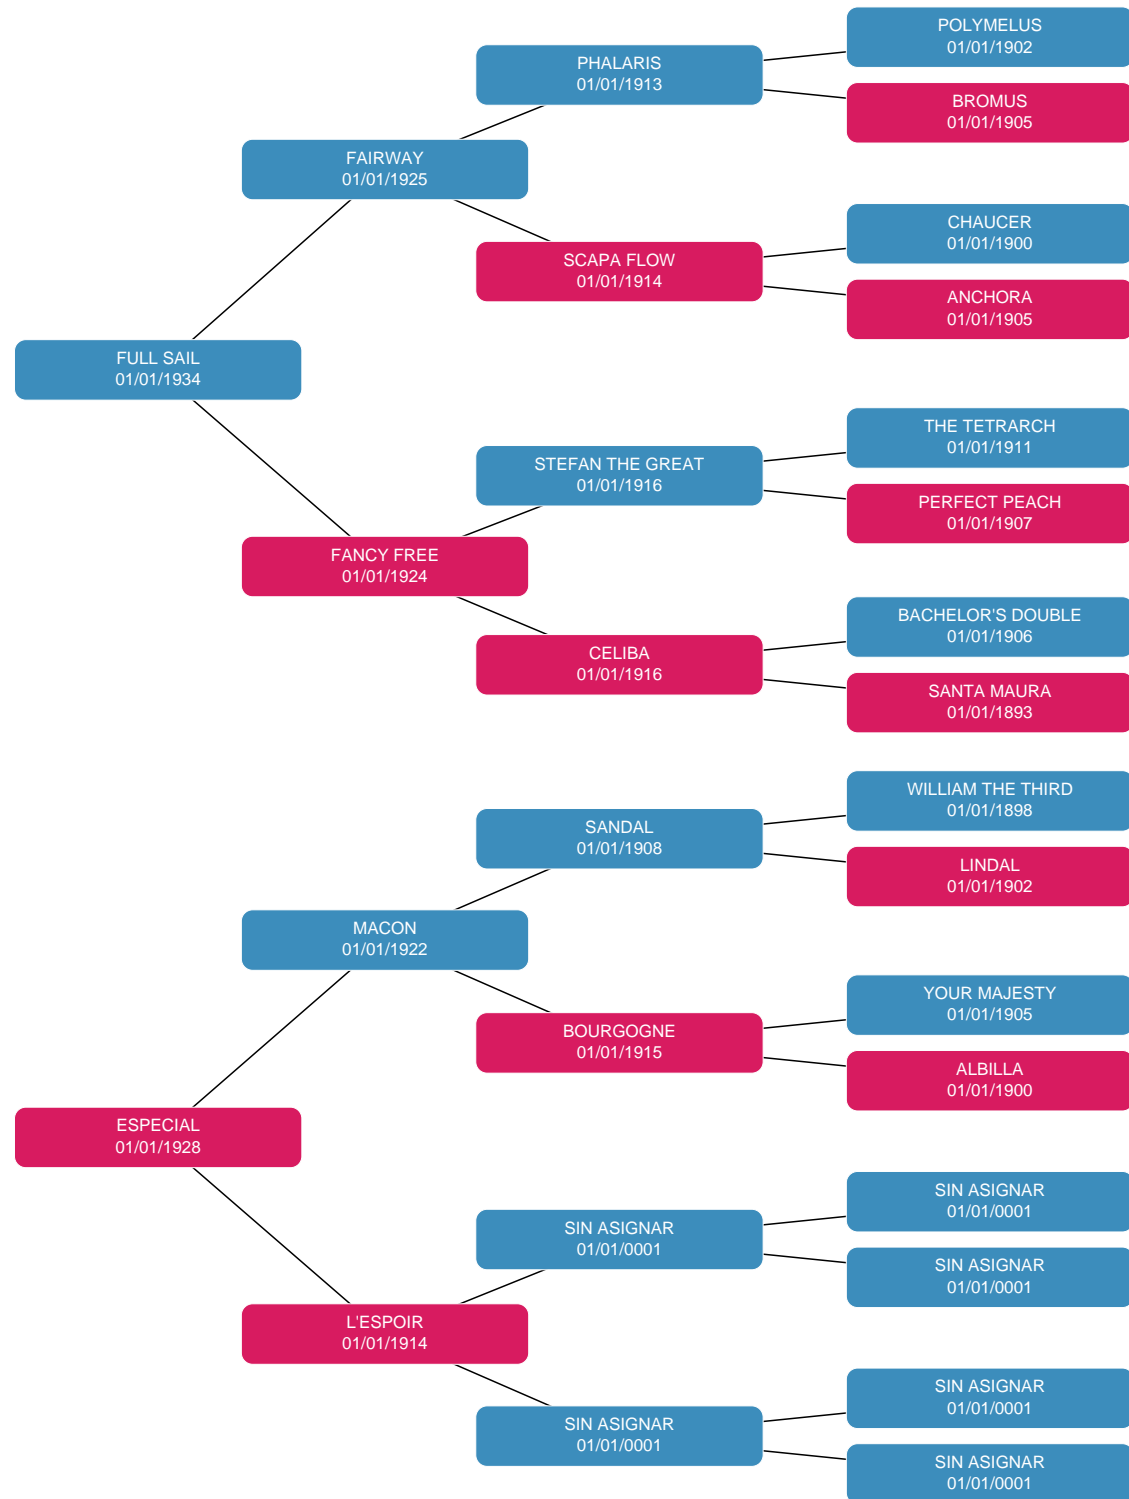 POLYMELUS
01/01/1902
PHALARIS
01/01/1913
BROMUS
01/01/1905
FAIRWAY
01/01/1925
CHAUCER
01/01/1900
SCAPA FLOW
01/01/1914
ANCHORA
01/01/1905
FULL SAIL
01/01/1934
THE TETRARCH
01/01/1911
STEFAN THE GREAT
01/01/1916
PERFECT PEACH
01/01/1907
FANCY FREE
01/01/1924
BACHELOR'S DOUBLE
01/01/1906
CELIBA
01/01/1916
SANTA MAURA
01/01/1893
WILLIAM THE THIRD
01/01/1898
SANDAL
01/01/1908
LINDAL
01/01/1902
MACON
01/01/1922
YOUR MAJESTY
01/01/1905
BOURGOGNE
01/01/1915
ALBILLA
01/01/1900
ESPECIAL
01/01/1928
SIN ASIGNAR
01/01/0001
SIN ASIGNAR
01/01/0001
SIN ASIGNAR
01/01/0001
L'ESPOIR
01/01/1914
SIN ASIGNAR
01/01/0001
SIN ASIGNAR
01/01/0001
SIN ASIGNAR
01/01/0001